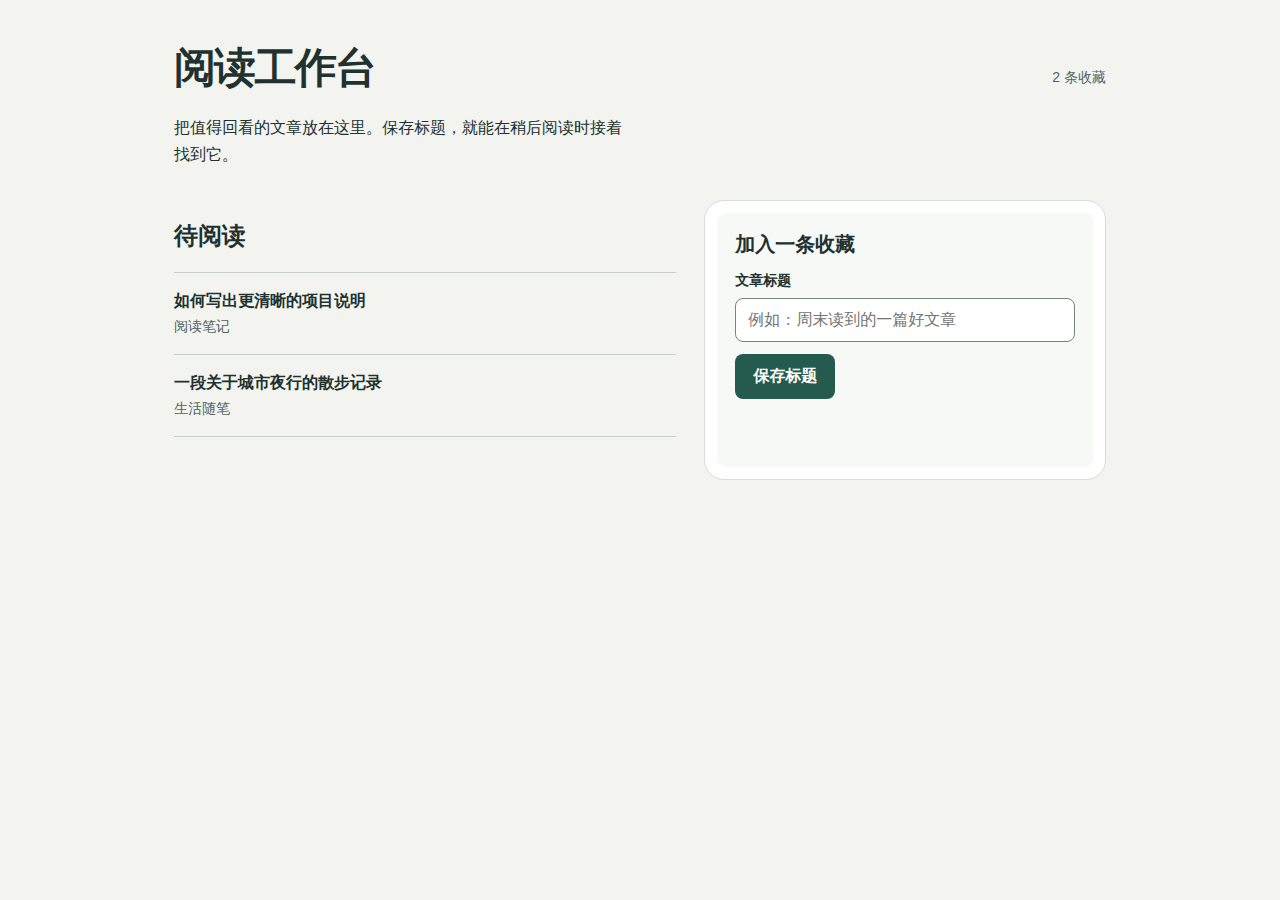 阅读工作台
2 条收藏
把值得回看的文章放在这里。保存标题，就能在稍后阅读时接着
找到它。
待阅读
如何写出更清晰的项目说明
阅读笔记
一段关于城市夜行的散步记录
生活随笔
加入一条收藏
文章标题
例如：周末读到的一篇好文章
保存标题